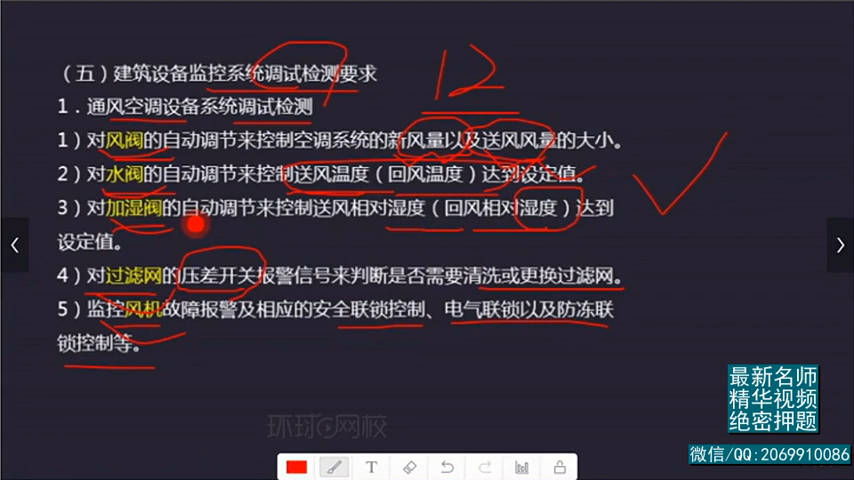 （五）建筑设备监控系统调试检测要求
12
1．通风空调设备系统调试检测
1）对风阀的自动调节来控制空调系统的新风量以及送风风量的大小。
2）对水阀的自动调节来控制送风温度（回风温度）达到设定值。
3）对加湿阀的自动调节来控制送风相对湿度（回风相对湿度）达到
设定值。
4）对过滤网的压差开关报警信号来判断是否需要清洗或更换过滤网。
5）监控风机故障报警及相应的安全联锁控制、电气联锁以及防冻联
锁控制等。
环球网校
最新名师
精华视频
绝密押题
微信/QQ:2069910086
T